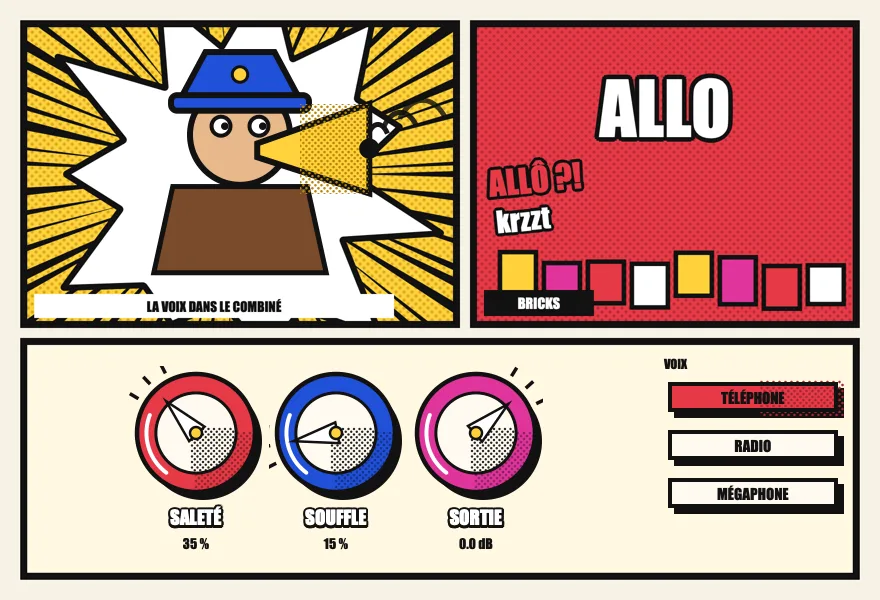 LA VOIX DANS LE COMBINÉ
ALLO
ALLÔ ?!
krzzt
BRICKS
VOIX
TÉLÉPHONE
RADIO
MÉGAPHONE
SALETÉ
SOUFFLE
SORTIE
35 %
15 %
0.0 dB